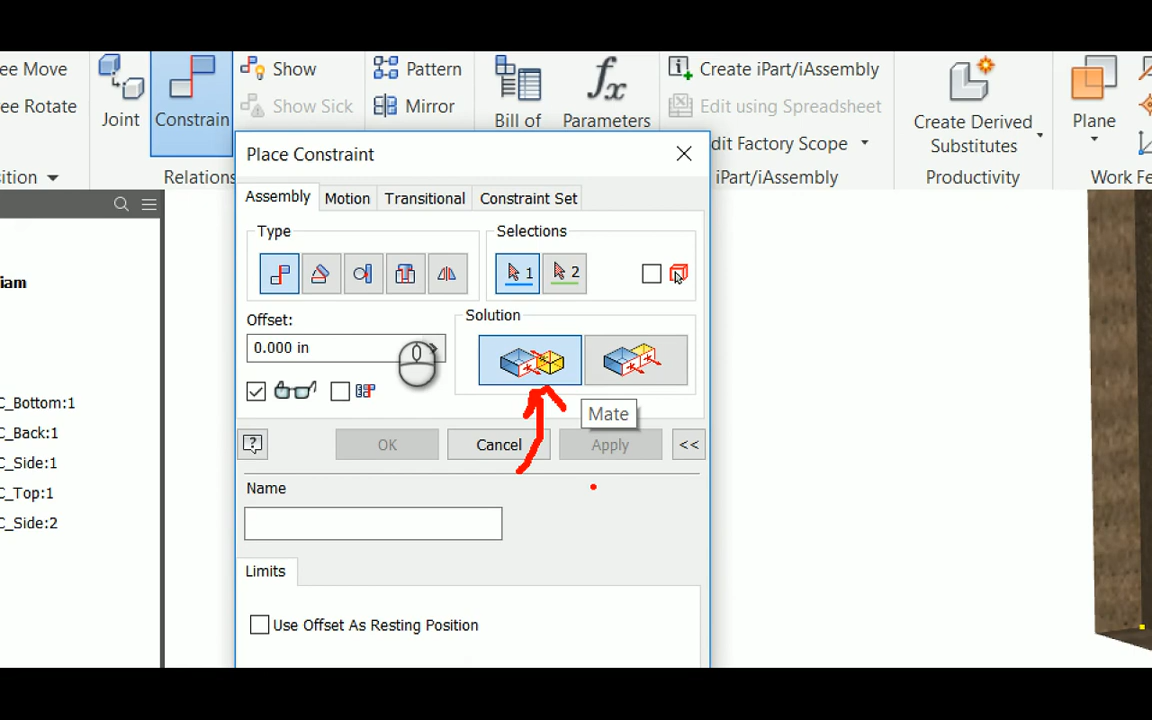 ee Move
ee Rotate
sition
Joint
Constrain
Show
Show Sick
Relations
Pattern
Mirror
Bill of
Parameters
Create iPart/iAssembly
Edit using Spreadsheet
dit Factory Scope
iPart/iAssembly
Create Derived
Substitutes
Productivity
Plane
Work Fe
Place Constraint
Assembly
Motion
Transitional
Constraint Set
Type
Selections
1
2
Offset:
0.000 in
Solution
Mate
OK
Cancel
Apply
<<
Name
Limits
Use Offset As Resting Position
iam
C_Bottom:1
C_Back:1
C_Side:1
C_Top:1
C_Side:2